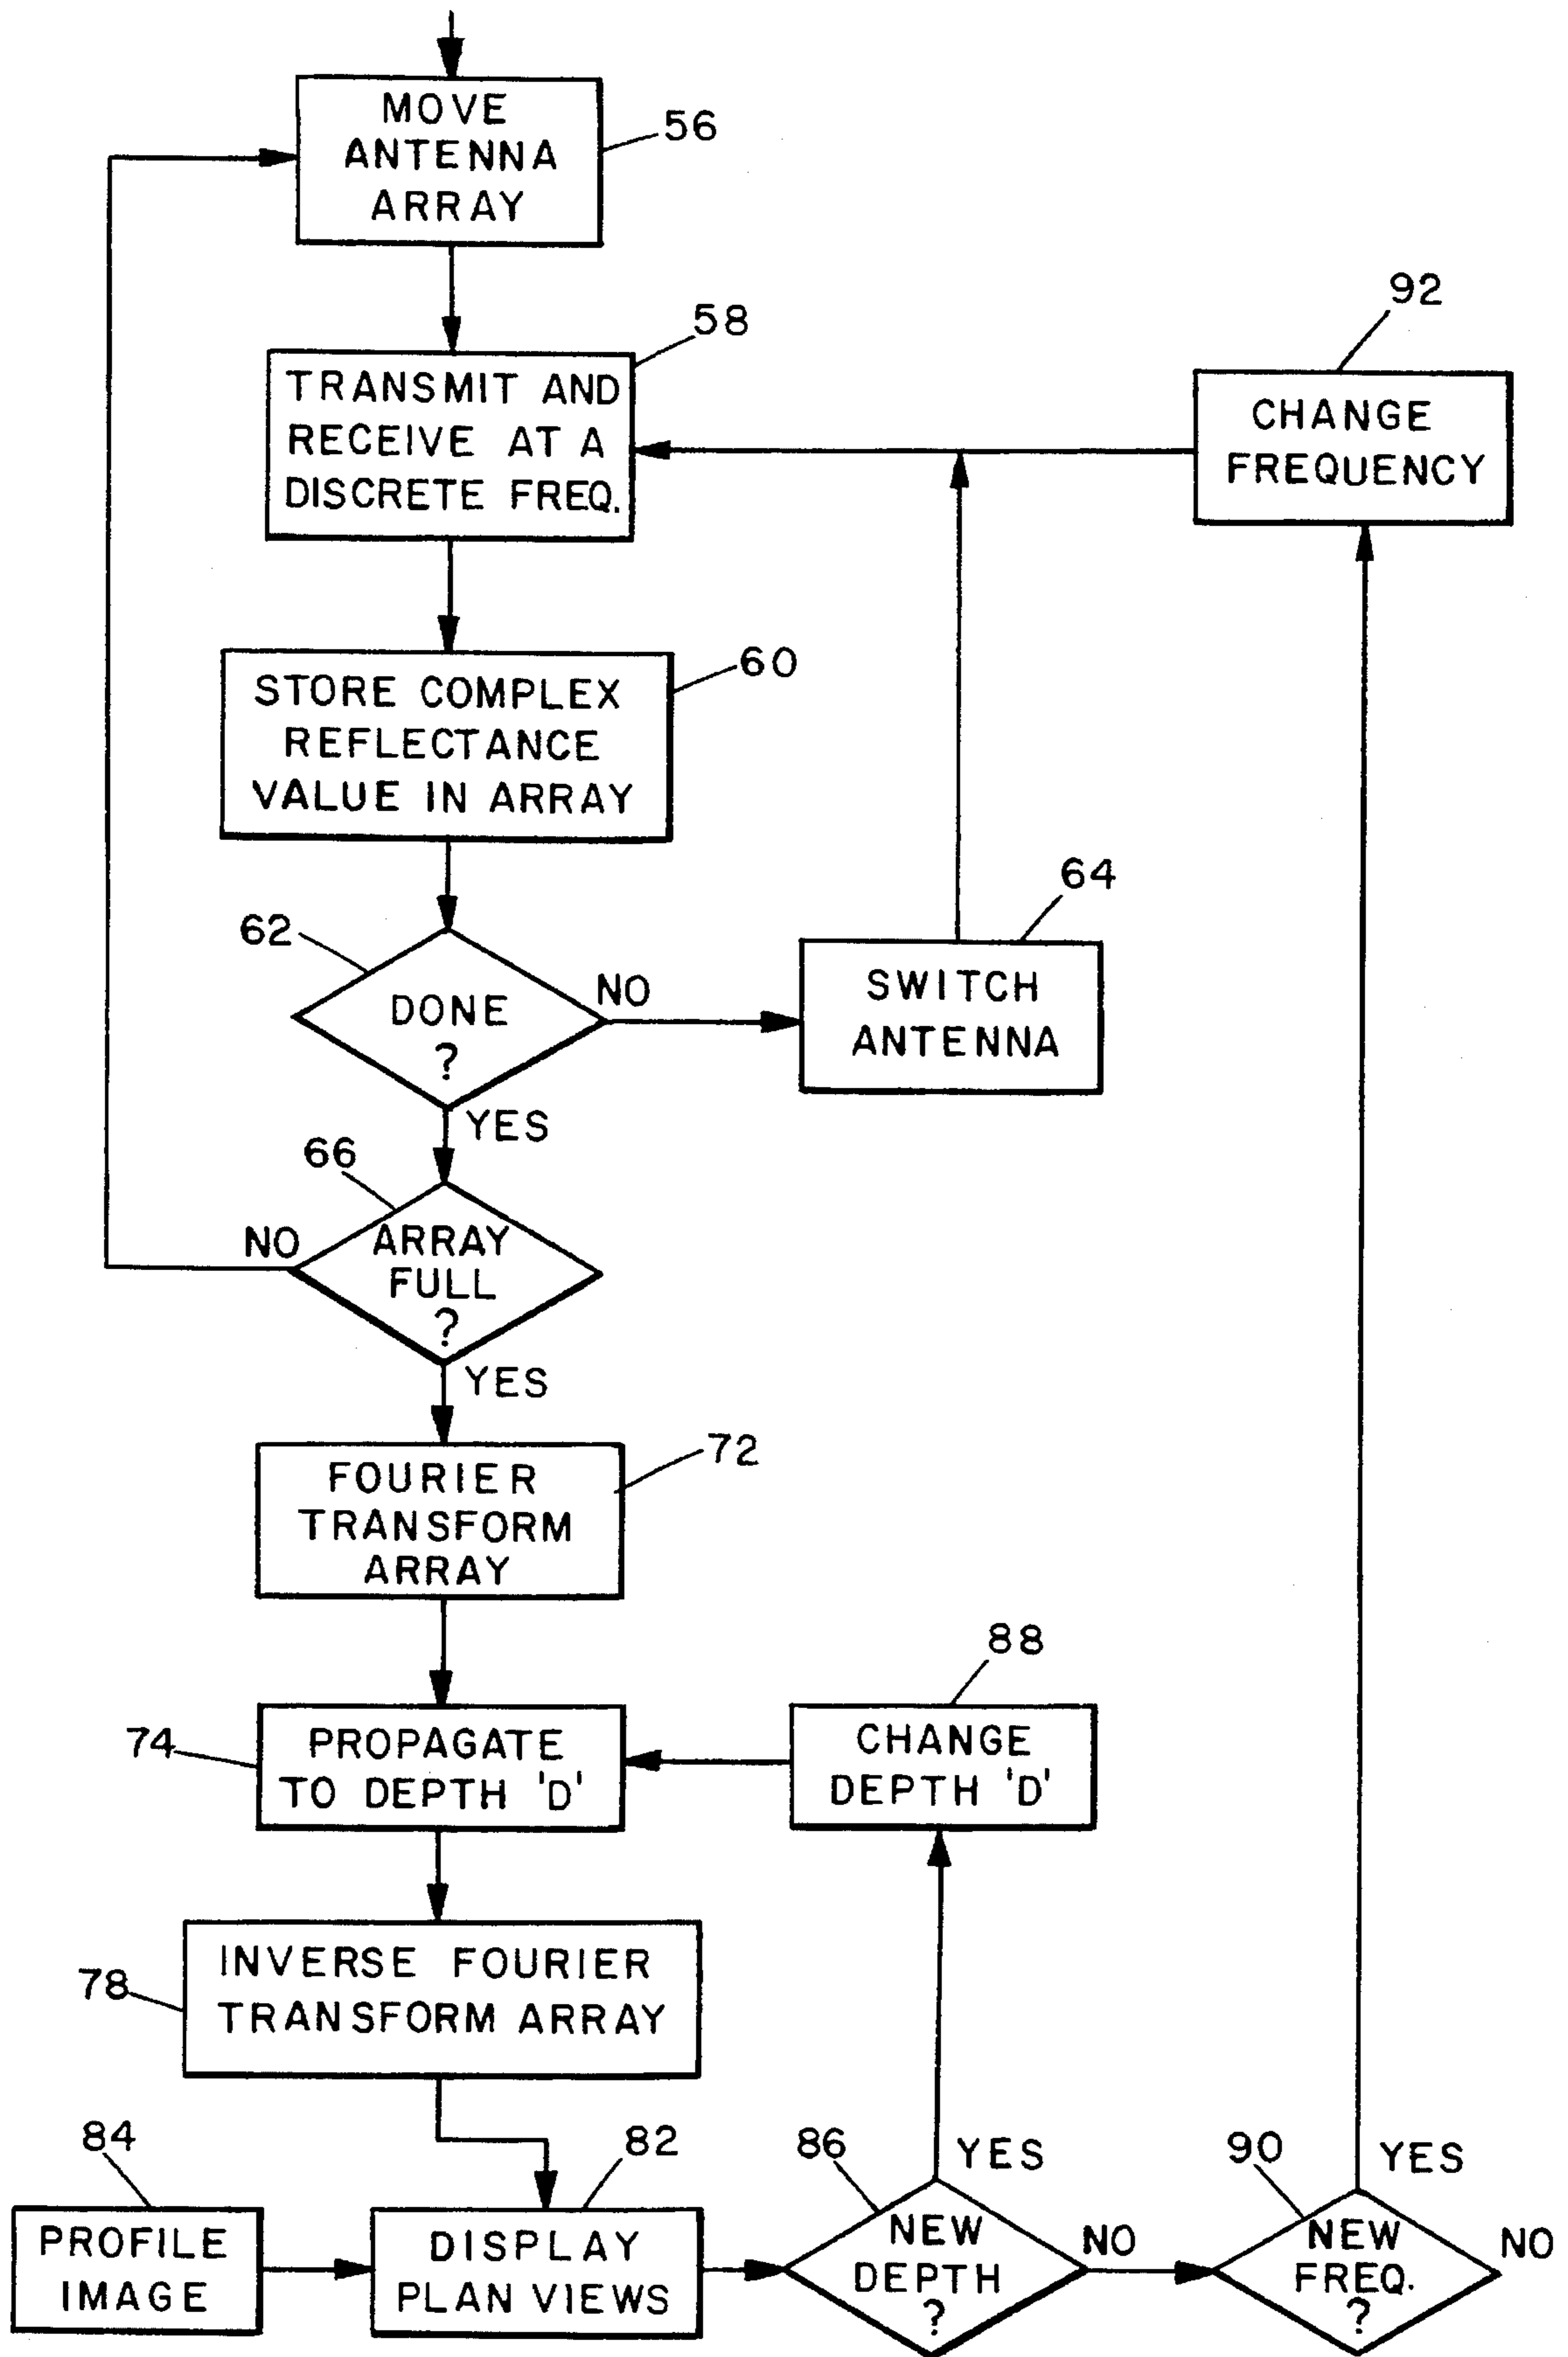 MOVE
ANTENNA
ARRAY
56
58
TRANSMIT AND
RECEIVE AT A
DISCRETE FREQ.
92
CHANGE
FREQUENCY
60
STORE COMPLEX
REFLECTANCE
VALUE IN ARRAY
62
DONE
?
NO
64
SWITCH
ANTENNA
YES
66
NO
ARRAY
FULL
?
YES
72
FOURIER
TRANSFORM
ARRAY
74
PROPAGATE
TO DEPTH 'D'
88
CHANGE
DEPTH 'D'
78
INVERSE FOURIER
TRANSFORM ARRAY
84
PROFILE
IMAGE
82
DISPLAY
PLAN VIEWS
86
YES
NEW
DEPTH
?
NO
90
YES
NEW
FREQ.
?
NO